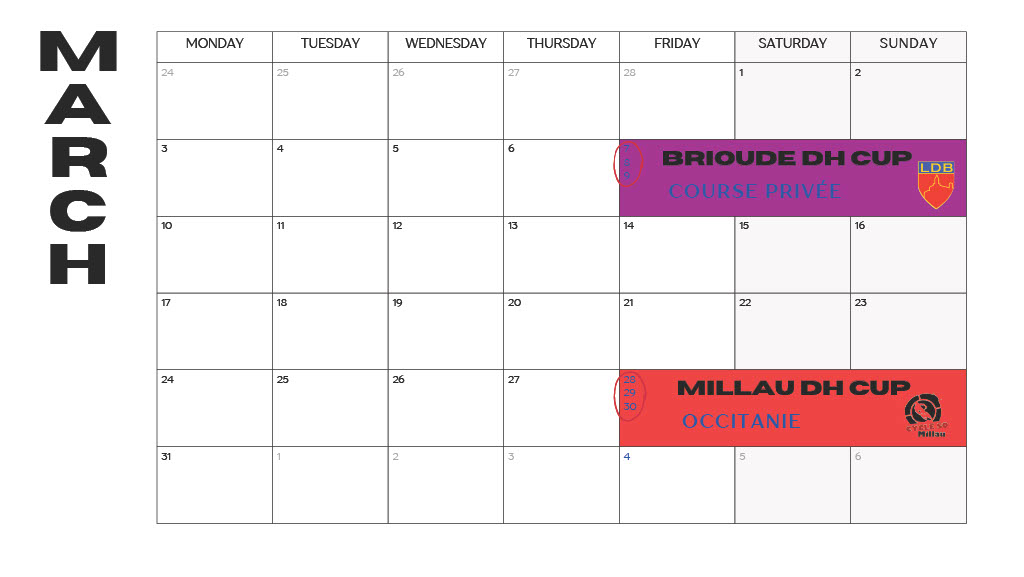 MARCH
MONDAY TUESDAY WEDNESDAY THURSDAY FRIDAY SATURDAY SUNDAY
24 25 26 27 28 1 2
3 4 5 6 7
8
9
BRIOUDE DH CUP
COURSE PRIVÉE
LDB
10 11 12 13 14 15 16
17 18 19 20 21 22 23
24 25 26 27 28
29
30
MILLAU DH CUP
OCCITANIE
Millau
31 1 2 3 4 5 6